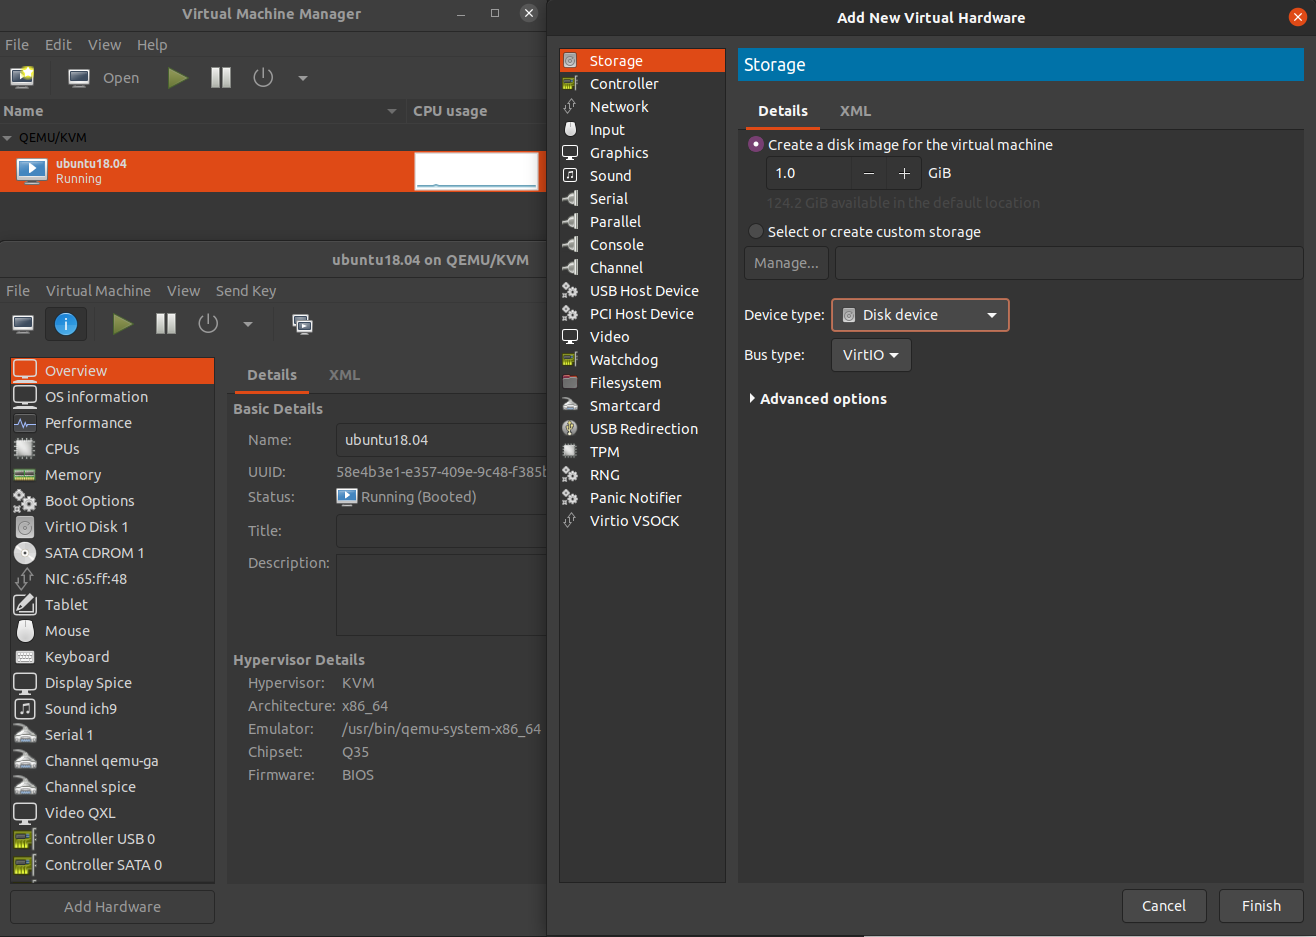 Virtual Machine Manager
File Edit View Help
Open
Name CPU usage
QEMU/KVM
ubuntu18.04
Running
ubuntu18.04 on QEMU/KVM
File Virtual Machine View Send Key
Overview
OS information
Performance
CPUs
Memory
Boot Options
VirtIO Disk 1
SATA CDROM 1
NIC :65:ff:48
Tablet
Mouse
Keyboard
Display Spice
Sound ich9
Serial 1
Channel qemu-ga
Channel spice
Video QXL
Controller USB 0
Controller SATA 0
Add Hardware
Details XML
Basic Details
Name: ubuntu18.04
UUID: 58e4b3e1-e357-409e-9c48-f385b
Status: Running (Booted)
Title:
Description:
Hypervisor Details
Hypervisor: KVM
Architecture: x86_64
Emulator: /usr/bin/qemu-system-x86_64
Chipset: Q35
Firmware: BIOS
Add New Virtual Hardware
Storage
Controller
Network
Input
Graphics
Sound
Serial
Parallel
Console
Channel
USB Host Device
PCI Host Device
Video
Watchdog
Filesystem
Smartcard
USB Redirection
TPM
RNG
Panic Notifier
Virtio VSOCK
Storage
Details XML
Create a disk image for the virtual machine
1.0 − + GiB
124.2 GiB available in the default location
Select or create custom storage
Manage...
Device type: Disk device
Bus type: VirtIO
Advanced options
Cancel Finish